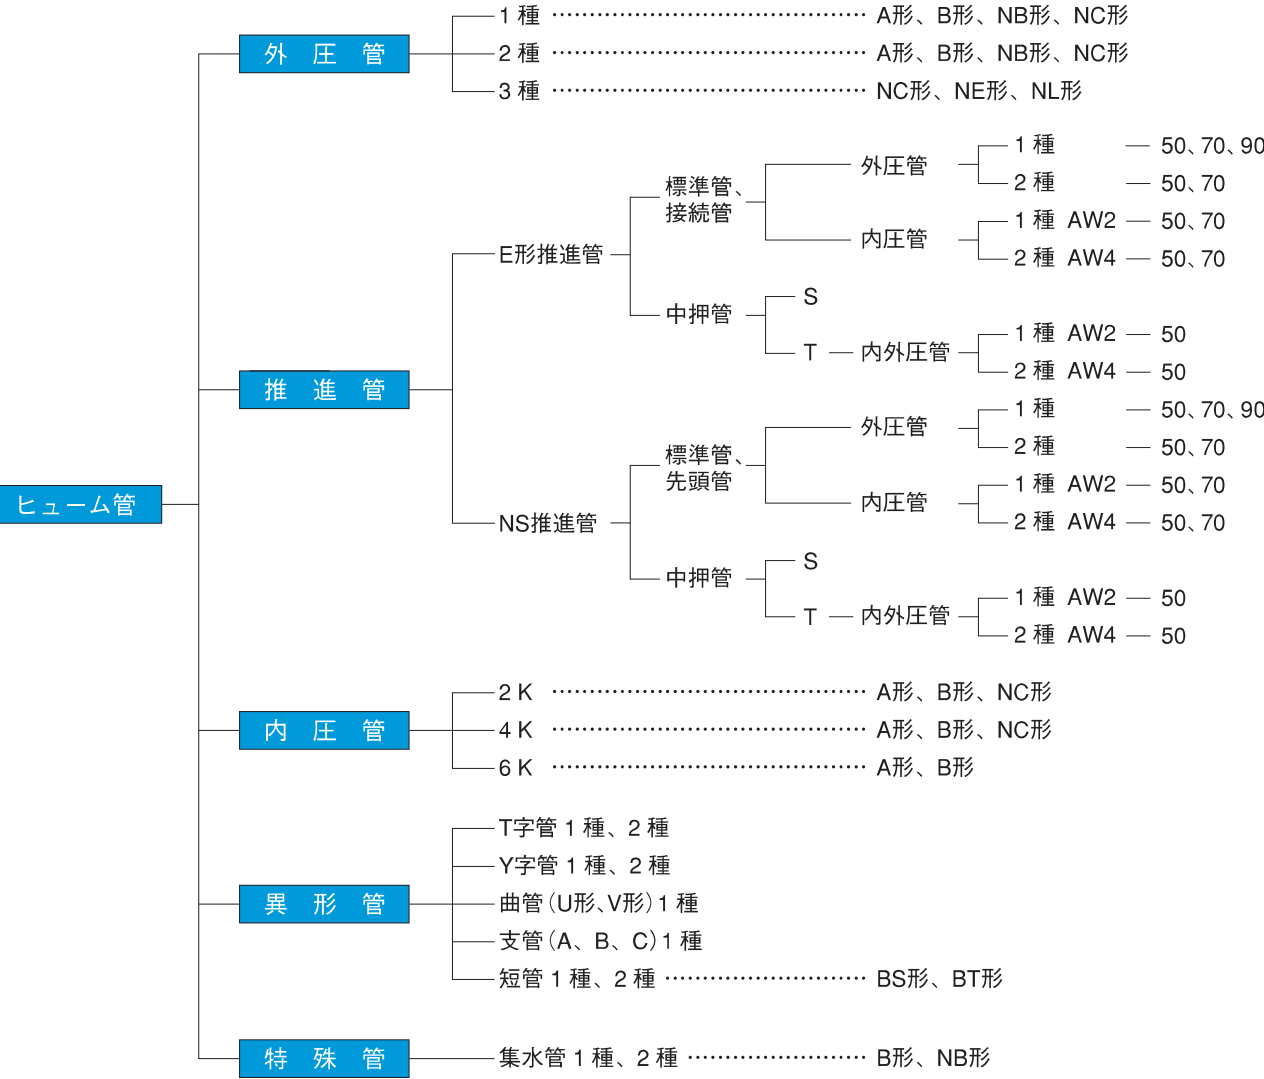 1種 ………………………………… A形、B形、NB形、NC形
外圧管
2種 ………………………………… A形、B形、NB形、NC形
3種 ………………………………… NC形、NE形、NL形
1種 50、70、90
外圧管
2種 50、70
標準管、
接続管
1種 AW2 50、70
内圧管
2種 AW4 50、70
E形推進管
S
中押管
1種 AW2 50
T 内外圧管
2種 AW4 50
推進管
1種 50、70、90
外圧管
2種 50、70
標準管、
先頭管
1種 AW2 50、70
内圧管
2種 AW4 50、70
ヒューム管
NS推進管
S
中押管
1種 AW2 50
T 内外圧管
2種 AW4 50
2K ………………………………… A形、B形、NC形
内圧管
4K ………………………………… A形、B形、NC形
6K ………………………………… A形、B形
T字管1種、2種
Y字管1種、2種
異形管
曲管(U形、V形)1種
支管(A、B、C)1種
短管1種、2種 …………………… BS形、BT形
特殊管
集水管1種、2種 ………………… B形、NB形